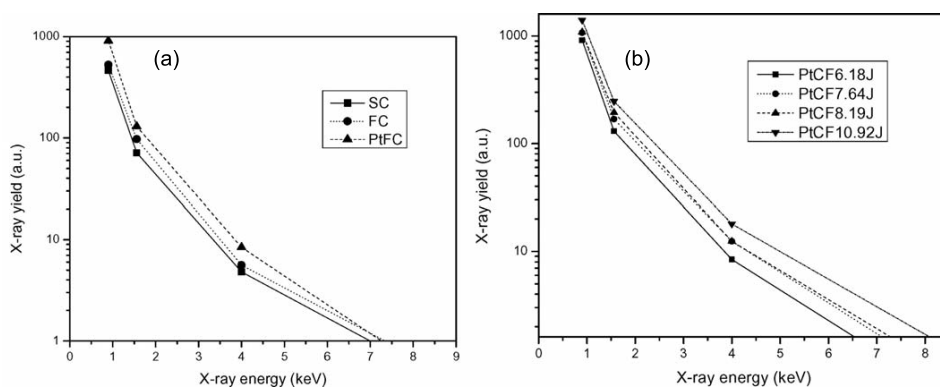 (a)
1000
100
10
1
X-ray yield (a.u.)
SC
FC
PtFC
0 1 2 3 4 5 6 7 8 9
X-ray energy (keV)
(b)
1000
100
10
X-ray yield (a.u.)
PtCF6.18J
PtCF7.64J
PtCF8.19J
PtCF10.92J
0 1 2 3 4 5 6 7 8
X-ray energy (keV)